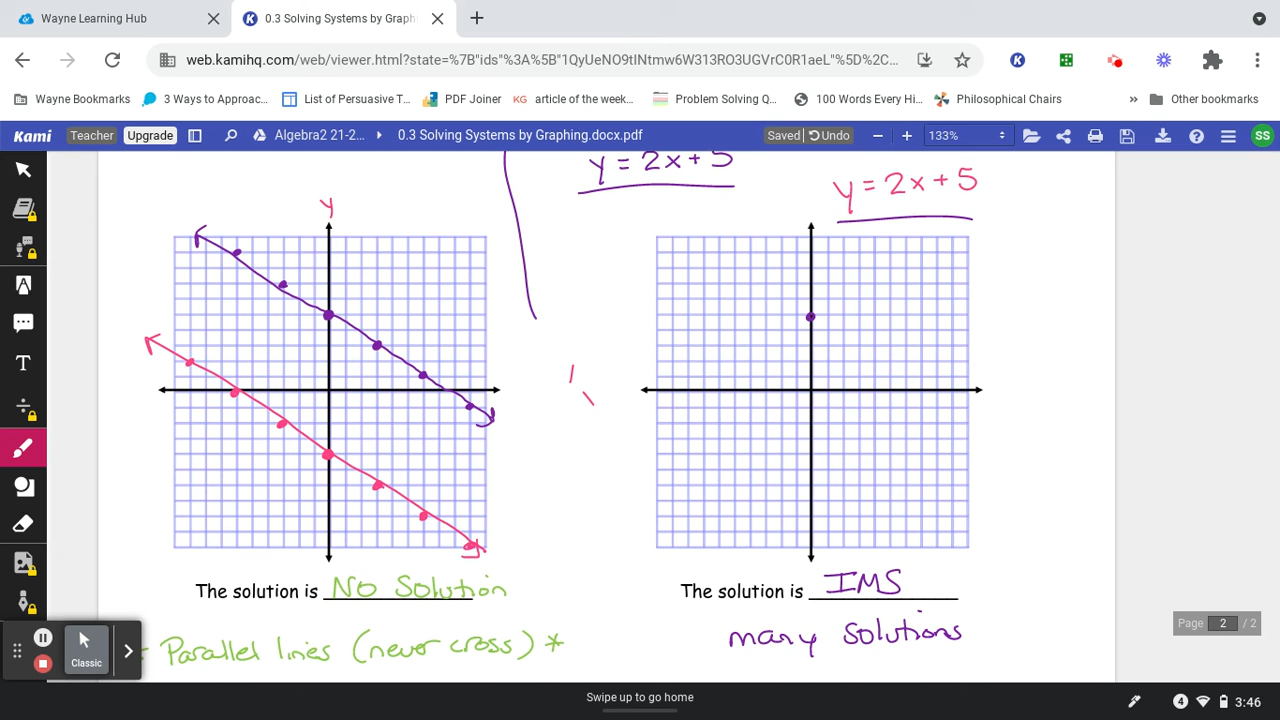 Wayne Learning Hub
0.3 Solving Systems by Graph
web.kamihq.com/web/viewer.html?state=%7B"ids"%3A%5B"1QyUeNO9tINtmw6W313RO3UGVrC0R1aeL"%5D%2C...
Wayne Bookmarks
3 Ways to Approac...
List of Persuasive T...
PDF Joiner
KG article of the week...
Problem Solving Q...
100 Words Every Hi...
Philosophical Chairs
» Other bookmarks
Kami Teacher Upgrade
Algebra2 21-2... 0.3 Solving Systems by Graphing.docx.pdf
Saved Undo
133%
SS
y = 2x + 5
y = 2x + 5
y
The solution is No Solution
Parallel lines (never cross) *
The solution is IMS
many solutions
Page 2 / 2
Classic
Swipe up to go home
4 3:46